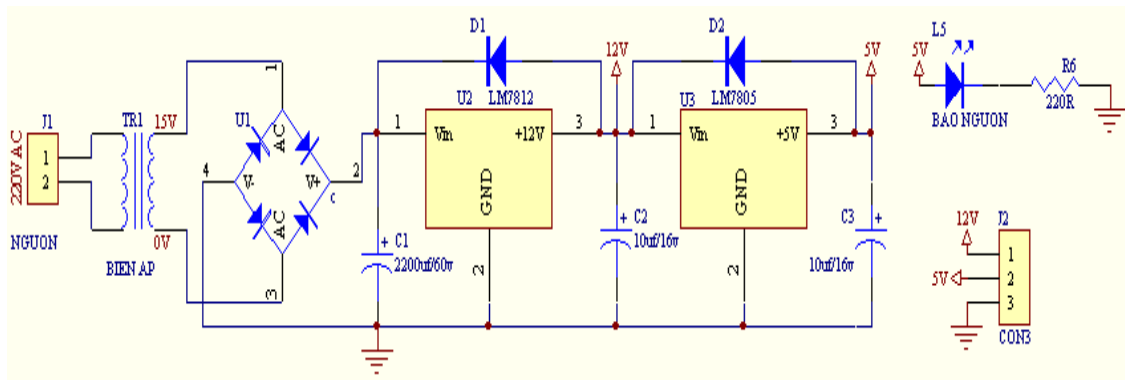 J1
220V AC
1
2
NGUON
TR1
15V
0V
BIEN AP
U1
1
AC
4
V-
V+
2
C
AC
3
C1
2200uf/60v
D1
LM7812
U2
1
Vin
+12V
3
GND
2
12V
C2
10uf/16v
D2
LM7805
U3
1
Vin
+5V
3
GND
2
5V
C3
10uf/16v
5V
L5
BAO NGUON
R6
220R
12V
5V
J2
1
2
3
CON3